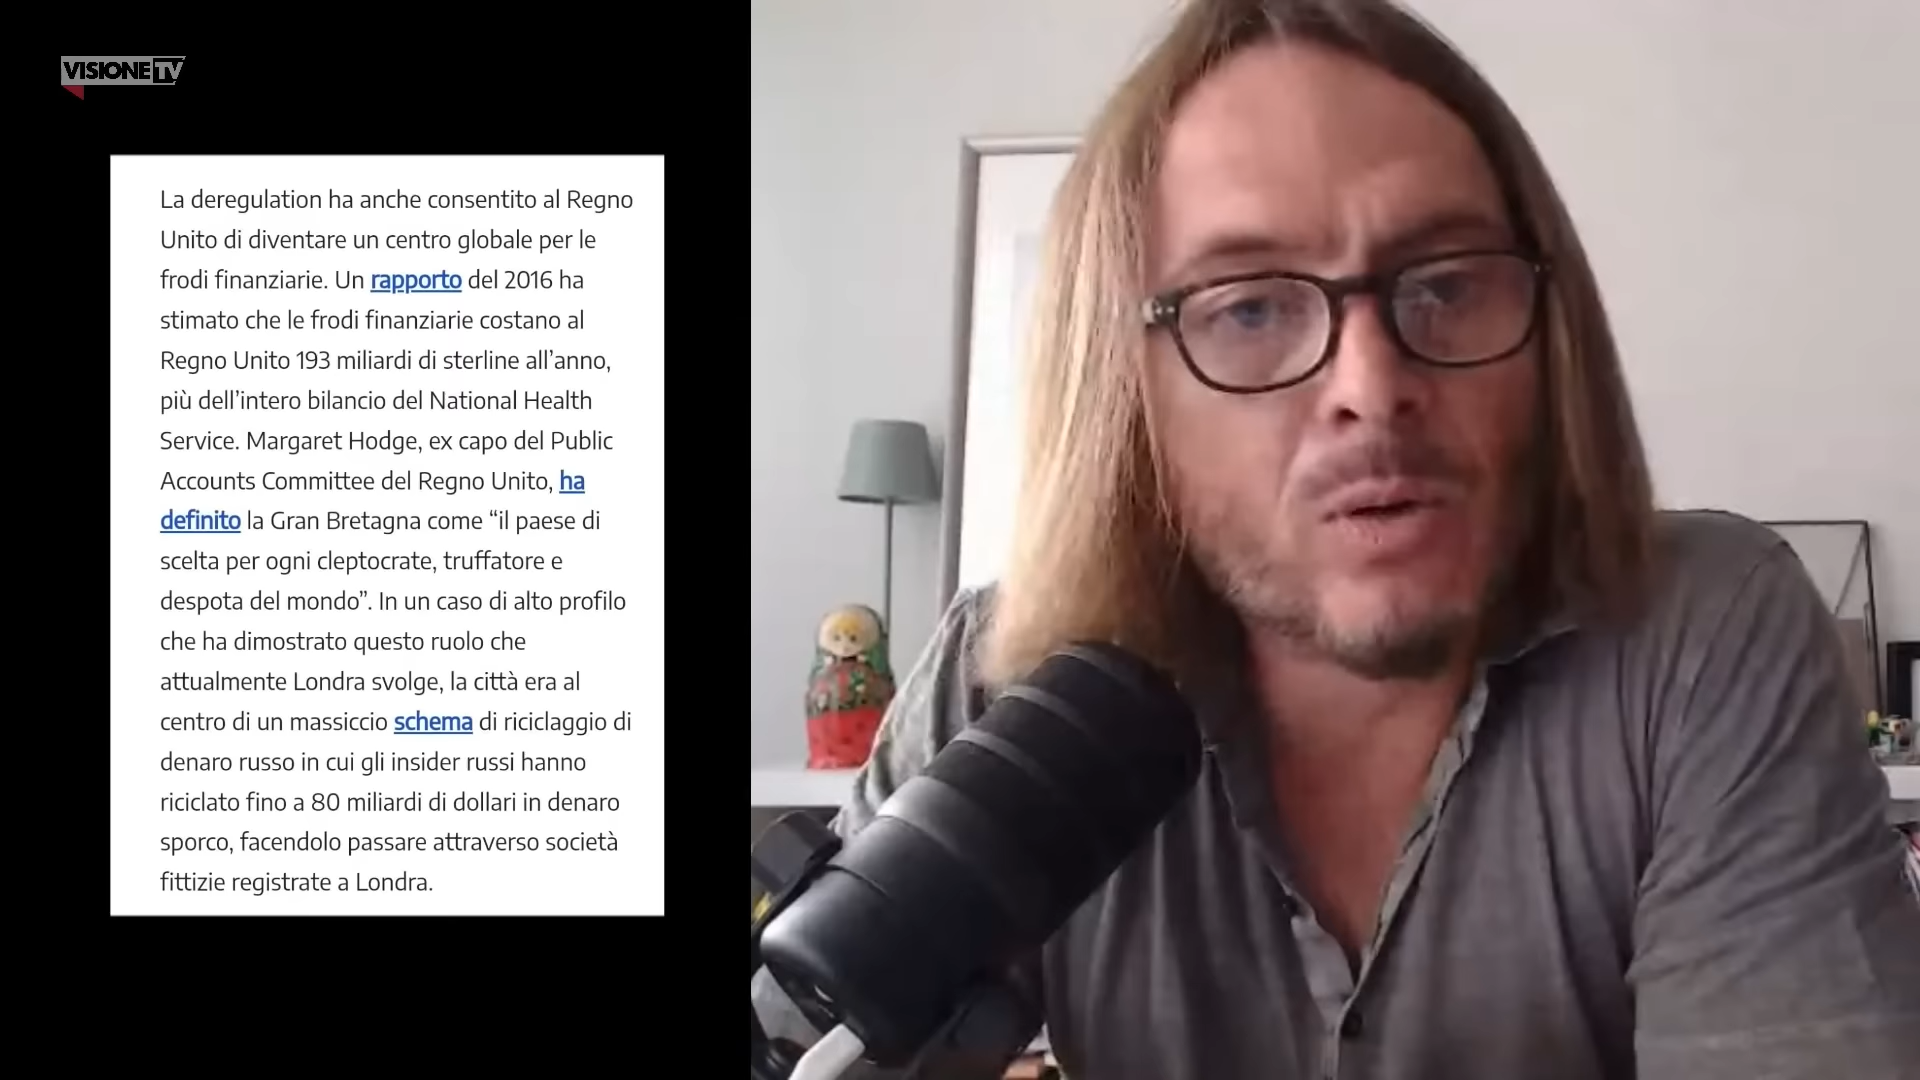 VISIONE TV
La deregulation ha anche consentito al Regno
Unito di diventare un centro globale per le
frodi finanziarie. Un rapporto del 2016 ha
stimato che le frodi finanziarie costano al
Regno Unito 193 miliardi di sterline all’anno,
più dell’intero bilancio del National Health
Service. Margaret Hodge, ex capo del Public
Accounts Committee del Regno Unito, ha
definito la Gran Bretagna come “il paese di
scelta per ogni cleptocrate, truffatore e
despota del mondo”. In un caso di alto profilo
che ha dimostrato questo ruolo che
attualmente Londra svolge, la città era al
centro di un massiccio schema di riciclaggio di
denaro russo in cui gli insider russi hanno
riciclato fino a 80 miliardi di dollari in denaro
sporco, facendolo passare attraverso società
fittizie registrate a Londra.